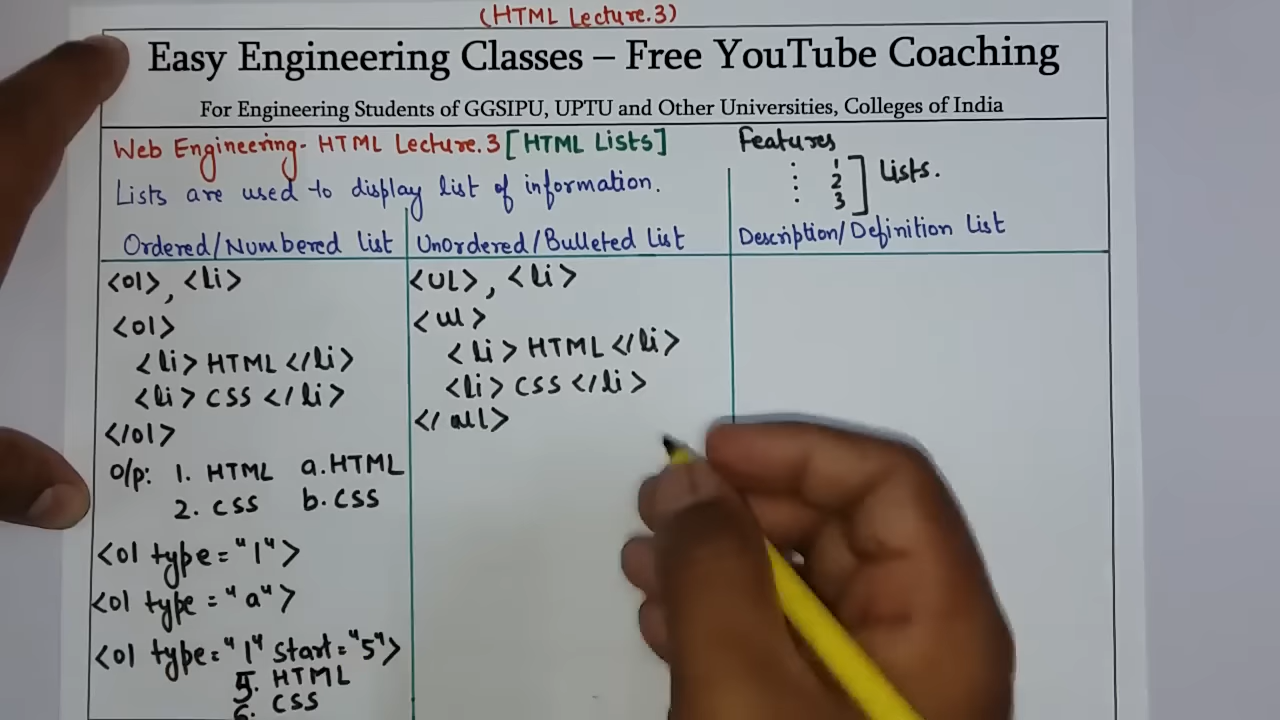 (HTML Lecture.3)
Easy Engineering Classes – Free YouTube Coaching
For Engineering Students of GGSIPU, UPTU and Other Universities, Colleges of India
Web Engineering- HTML Lecture.3 [HTML Lists]
Lists are used to display list of information.
Features
1
2
3
Lists.
Ordered/Numbered List
<ol>, <li>
<ol>
<li> HTML </li>
<li> CSS </li>
</ol>
o/p: 1. HTML a. HTML
2. CSS b. CSS
<ol type="1">
<ol type="a">
<ol type="1" start="5">
5. HTML
6. CSS
Unordered/Bulleted List
<UL>, <li>
<ul>
<li> HTML </li>
<li> CSS </li>
</ul>
Description/Definition List